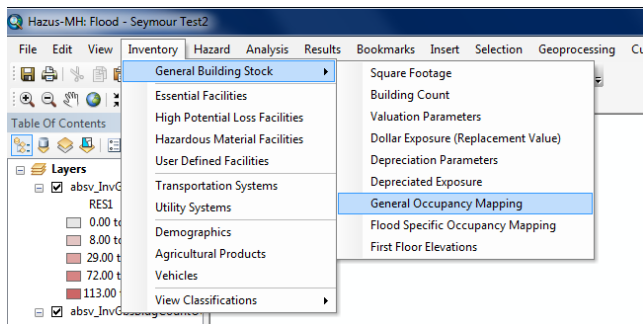 Hazus-MH: Flood - Seymour Test2
File Edit View Inventory Hazard Analysis Results Bookmarks Insert Selection Geoprocessing
General Building Stock
Essential Facilities
High Potential Loss Facilities
Hazardous Material Facilities
User Defined Facilities
Transportation Systems
Utility Systems
Demographics
Agricultural Products
Vehicles
View Classifications
Square Footage
Building Count
Valuation Parameters
Dollar Exposure (Replacement Value)
Depreciation Parameters
Depreciated Exposure
General Occupancy Mapping
Flood Specific Occupancy Mapping
First Floor Elevations
Table Of Contents
Layers
absv_InvG
RES1
0.00 to
8.00 to
29.00 t
72.00 t
113.00